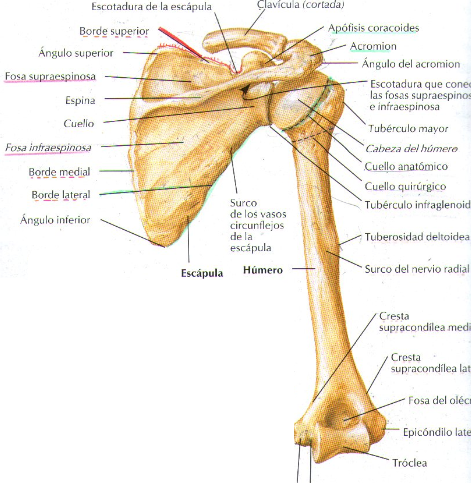 Escotadura de la escápula
Clavícula (cortada)
Borde superior
Apófisis coracoides
Ángulo superior
Acromion
Ángulo del acromion
Fosa supraespinosa
Escotadura que cone
las fosas supraespinos
e infraespinosa
Espina
Cuello
Tubérculo mayor
Fosa infraespinosa
Cabeza del húmero
Borde medial
Cuello anatómico
Borde lateral
Cuello quirúrgico
Ángulo inferior
Surco
de los vasos
circunflejos
de la
escápula
Tubérculo infraglenoid
Tuberosidad deltoidea
Escápula
Húmero
Surco del nervio radial
Cresta
supracondílea medi
Cresta
supracondílea lat
Fosa del oléc
Epicóndilo late
Tróclea